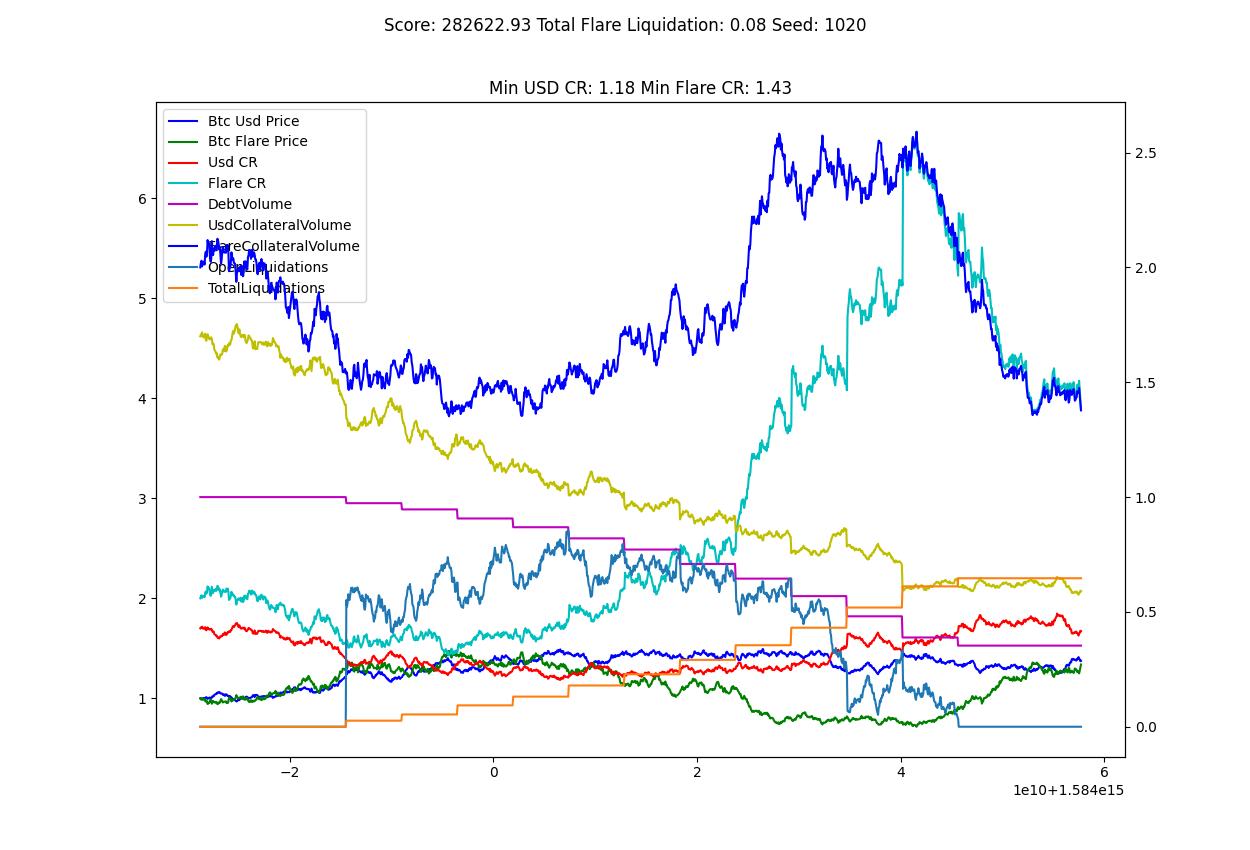 Score: 282622.93 Total Flare Liquidation: 0.08 Seed: 1020
Min USD CR: 1.18 Min Flare CR: 1.43
Btc Usd Price
Btc Flare Price
Usd CR
Flare CR
DebtVolume
UsdCollateralVolume
FlareCollateralVolume
OpenLiquidations
TotalLiquidations
6
5
4
3
2
1
2.5
2.0
1.5
1.0
0.5
0.0
−2
0
2
4
6
1e10+1.584e15